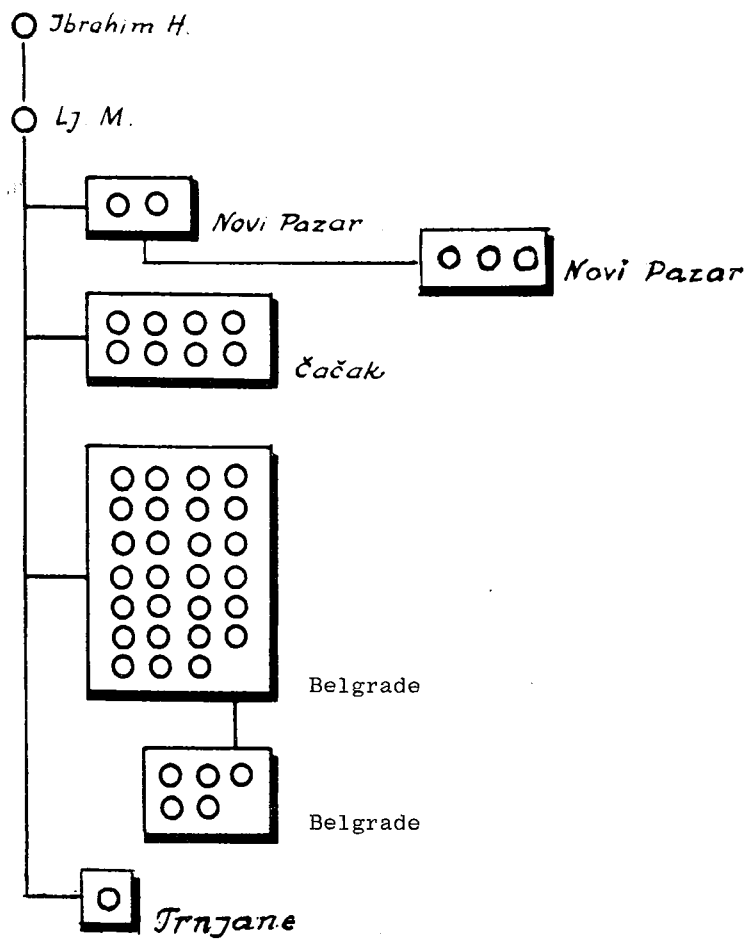 Ibrahim H.
Lj M.
Novi Pazar
Novi Pazar
Čačak
Belgrade
Belgrade
Trnjane